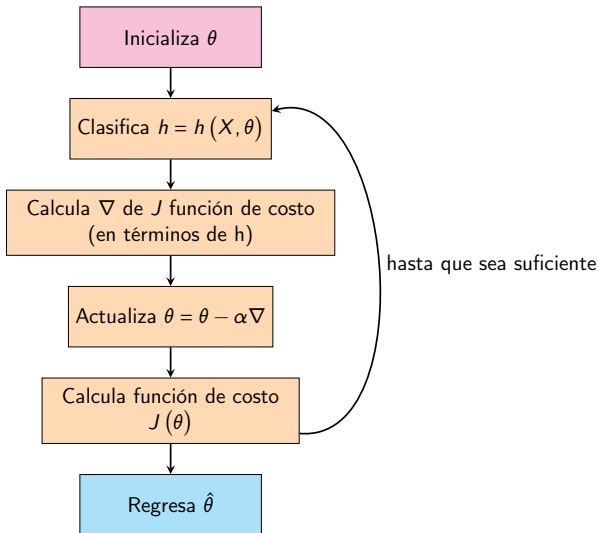 Inicializa θ
Clasifica h = h (X, θ)
Calcula ∇ de J función de costo
(en términos de h)
hasta que sea suficiente
Actualiza θ = θ − α∇
Calcula función de costo
J (θ)
Regresa θ̂